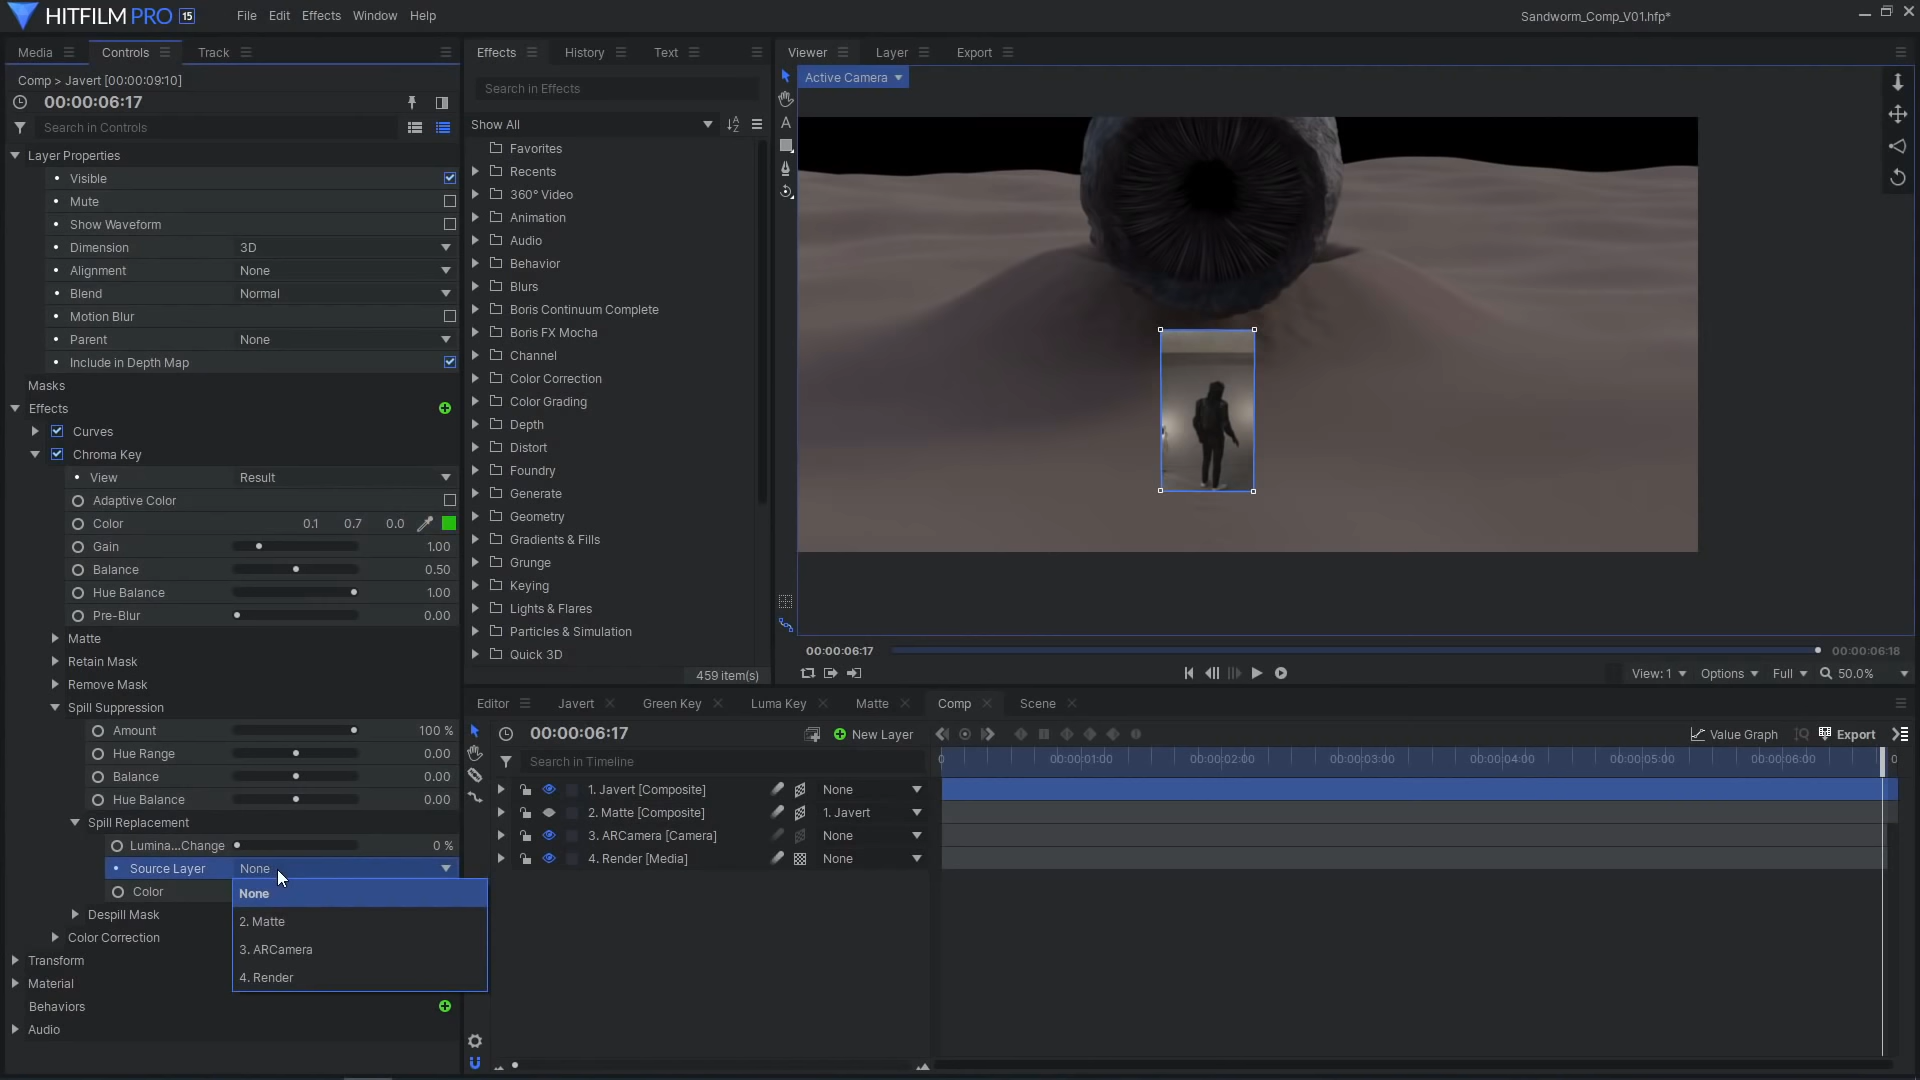 HITFILM PRO 15 File Edit Effects Window Help Sandworm_Comp_V01.hfp*
Media Controls Track
Comp > Javert [00:00:09:10]
00:00:06:17
Search in Controls
Layer Properties
Visible
Mute
Show Waveform
Dimension 3D
Alignment None
Blend Normal
Motion Blur
Parent None
Include in Depth Map
Masks
Effects
Curves
Chroma Key
View Result
Adaptive Color
Color 0.1 0.7 0.0
Gain 1.00
Balance 0.50
Hue Balance 1.00
Pre-Blur 0.00
Matte
Retain Mask
Remove Mask
Spill Suppression
Amount 100 %
Hue Range 0.00
Balance 0.00
Hue Balance 0.00
Spill Replacement
Lumina...Change 0 %
Source Layer None
Color
None
2. Matte
3. ARCamera
4. Render
Despill Mask
Color Correction
Transform
Material
Behaviors
Audio
Effects History Text
Search in Effects
Show All
Favorites
Recents
360° Video
Animation
Audio
Behavior
Blurs
Boris Continuum Complete
Boris FX Mocha
Channel
Color Correction
Color Grading
Depth
Distort
Foundry
Generate
Geometry
Gradients & Fills
Grunge
Keying
Lights & Flares
Particles & Simulation
Quick 3D
459 item(s)
Viewer Layer Export
Active Camera
00:00:06:17 00:00:06:18
View: 1 Options Full 50.0%
Editor Javert Green Key Luma Key Matte Comp Scene
00:00:06:17 New Layer Value Graph Export
Search in Timeline
0 00:00:01:00 00:00:02:00 00:00:03:00 00:00:04:00 00:00:05:00 00:00:06:00 0
1. Javert [Composite] None
2. Matte [Composite] 1. Javert
3. ARCamera [Camera] None
4. Render [Media] None